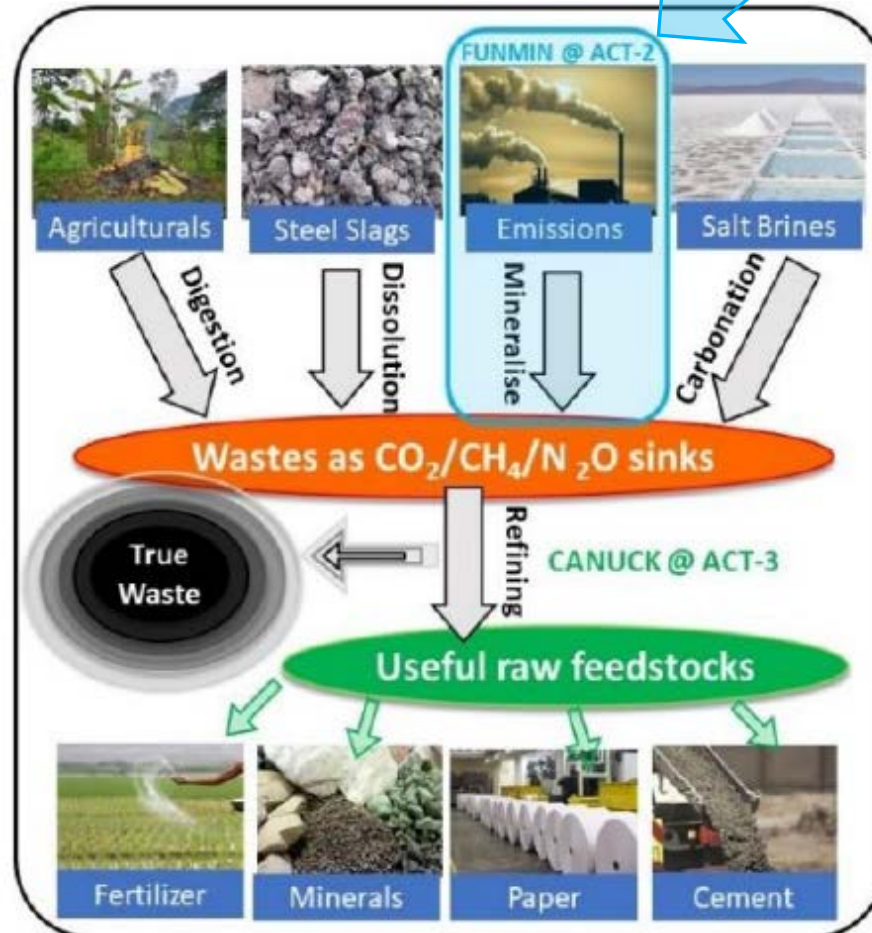 FUNMIN @ ACT-2
Agriculturals
Steel Slags
Emissions
Salt Brines
Digestion
Dissolution
Mineralise
Carbonation
Wastes as CO₂/CH₄/N ₂O sinks
True
Waste
Refining
CANUCK @ ACT-3
Useful raw feedstocks
Fertilizer
Minerals
Paper
Cement